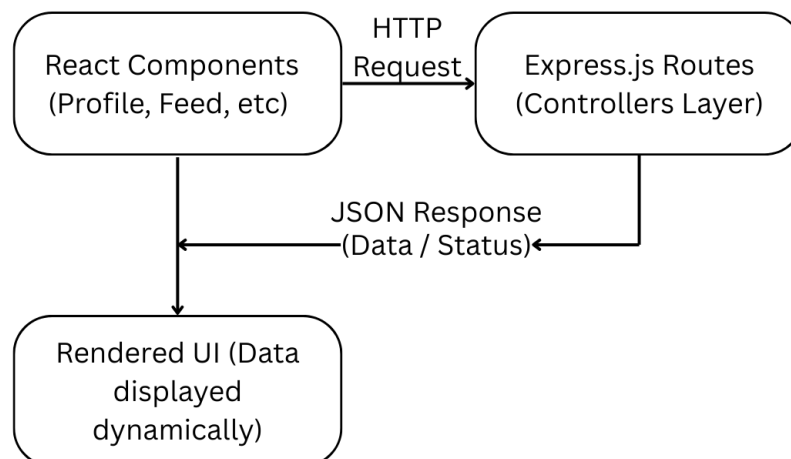 React Components
(Profile, Feed, etc)
HTTP
Request
Express.js Routes
(Controllers Layer)
JSON Response
(Data / Status)
Rendered UI (Data
displayed
dynamically)